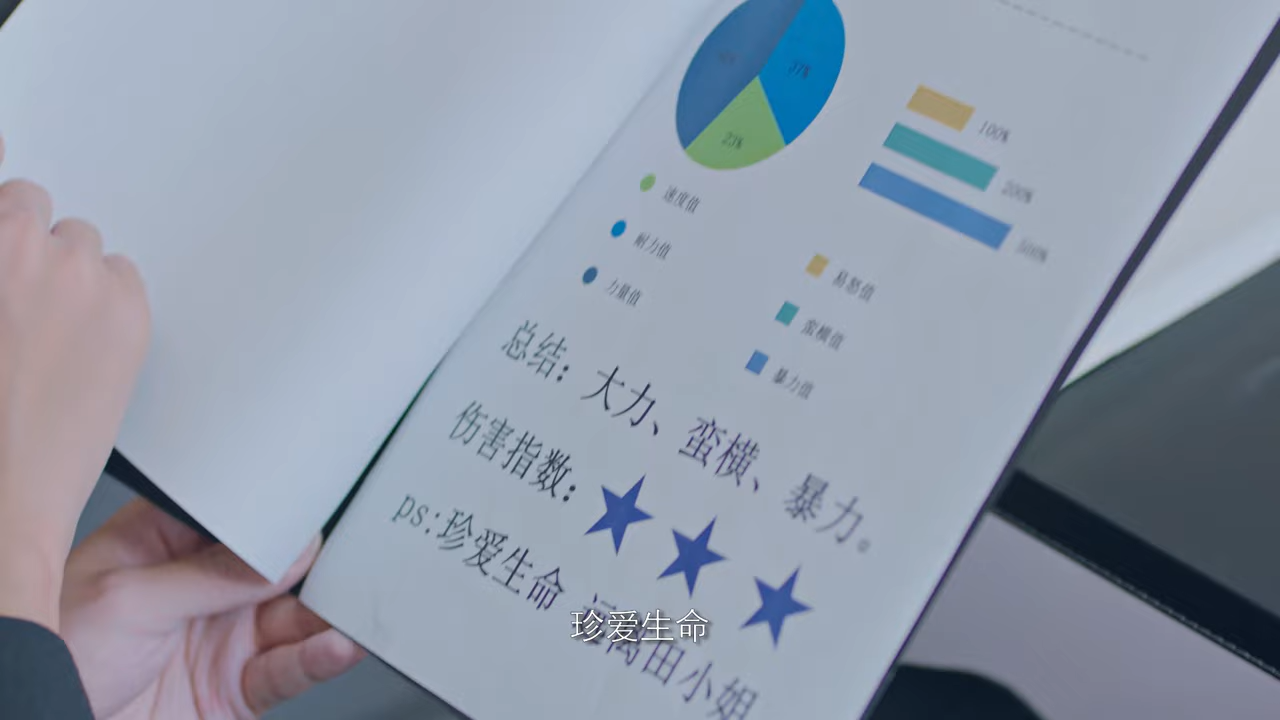 37%
23%
速度值
耐力值
力量值
100%
200%
300%
易怒值
蛮横值
暴力值
总结：大力、蛮横、暴力。
伤害指数：★★★
ps:珍爱生命 远离田小姐
珍爱生命